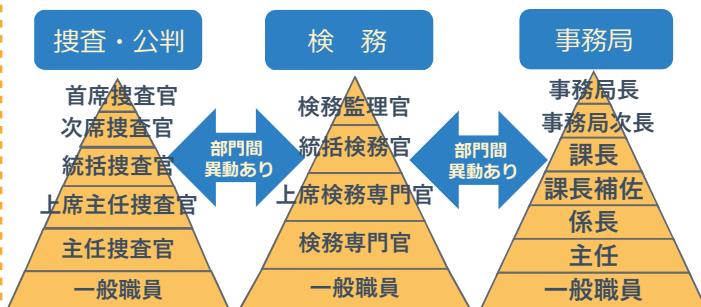 捜査・公判
首席捜査官
次席捜査官
統括捜査官
上席主任捜査官
主任捜査官
一般職員
部門間
異動あり
検　務
検務監理官
統括検務官
上席検務専門官
検務専門官
一般職員
部門間
異動あり
事務局
事務局長
事務局次長
課長
課長補佐
係長
主任
一般職員